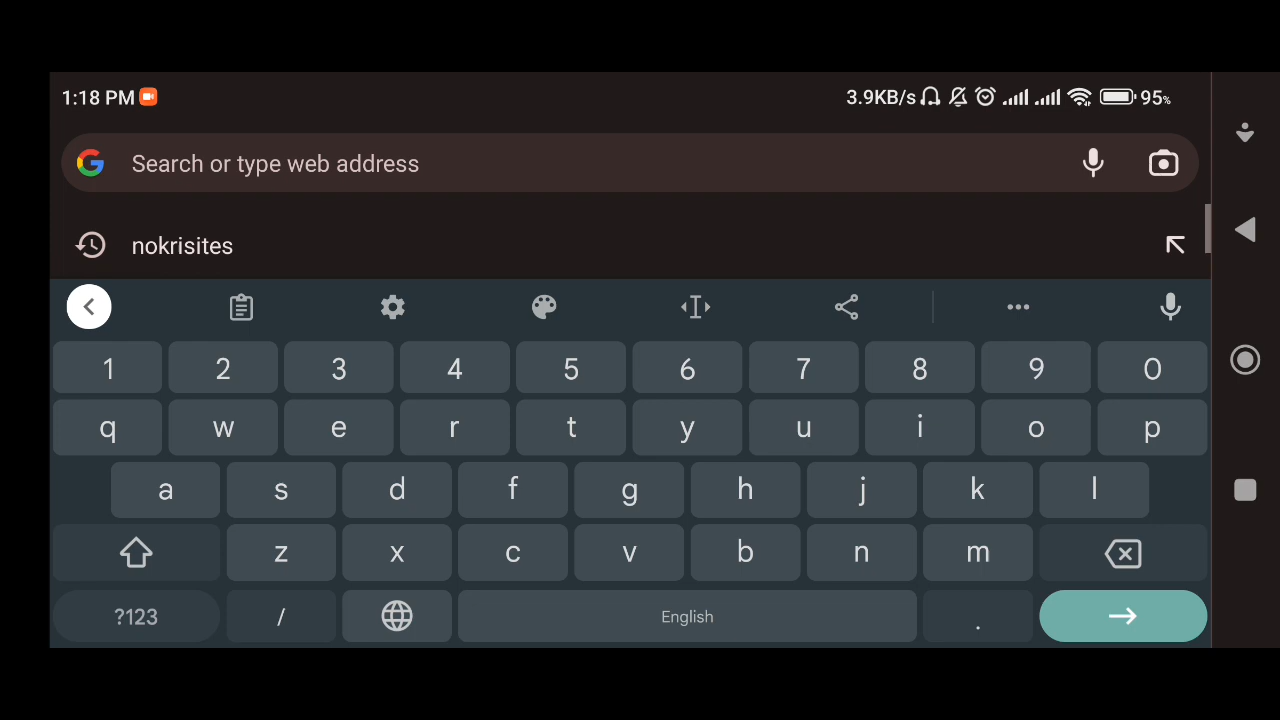 1:18 PM 3.9KB/s 95%
Search or type web address
nokrisites
1 2 3 4 5 6 7 8 9 0
q w e r t y u i o p
a s d f g h j k l
z x c v b n m
?123 / English .